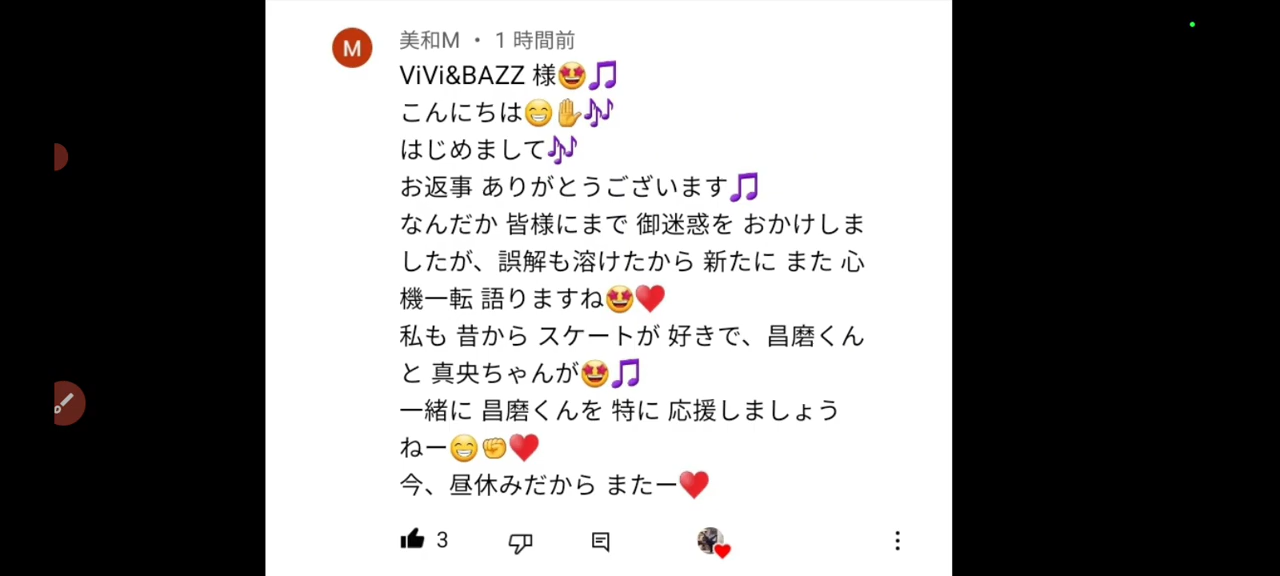 M
美和M ・ 1 時間前
ViVi&BAZZ 様🤩🎵
こんにちは😁✋🎶
はじめまして🎶
お返事 ありがとうございます🎵
なんだか 皆様にまで 御迷惑を おかけしま
したが、誤解も溶けたから 新たに また 心
機一転 語りますね🤩♥️
私も 昔から スケートが 好きで、昌磨くん
と 真央ちゃんが🤩🎵
一緒に 昌磨くんを 特に 応援しましょう
ねー😁✊♥️
今、昼休みだから またー♥️
3